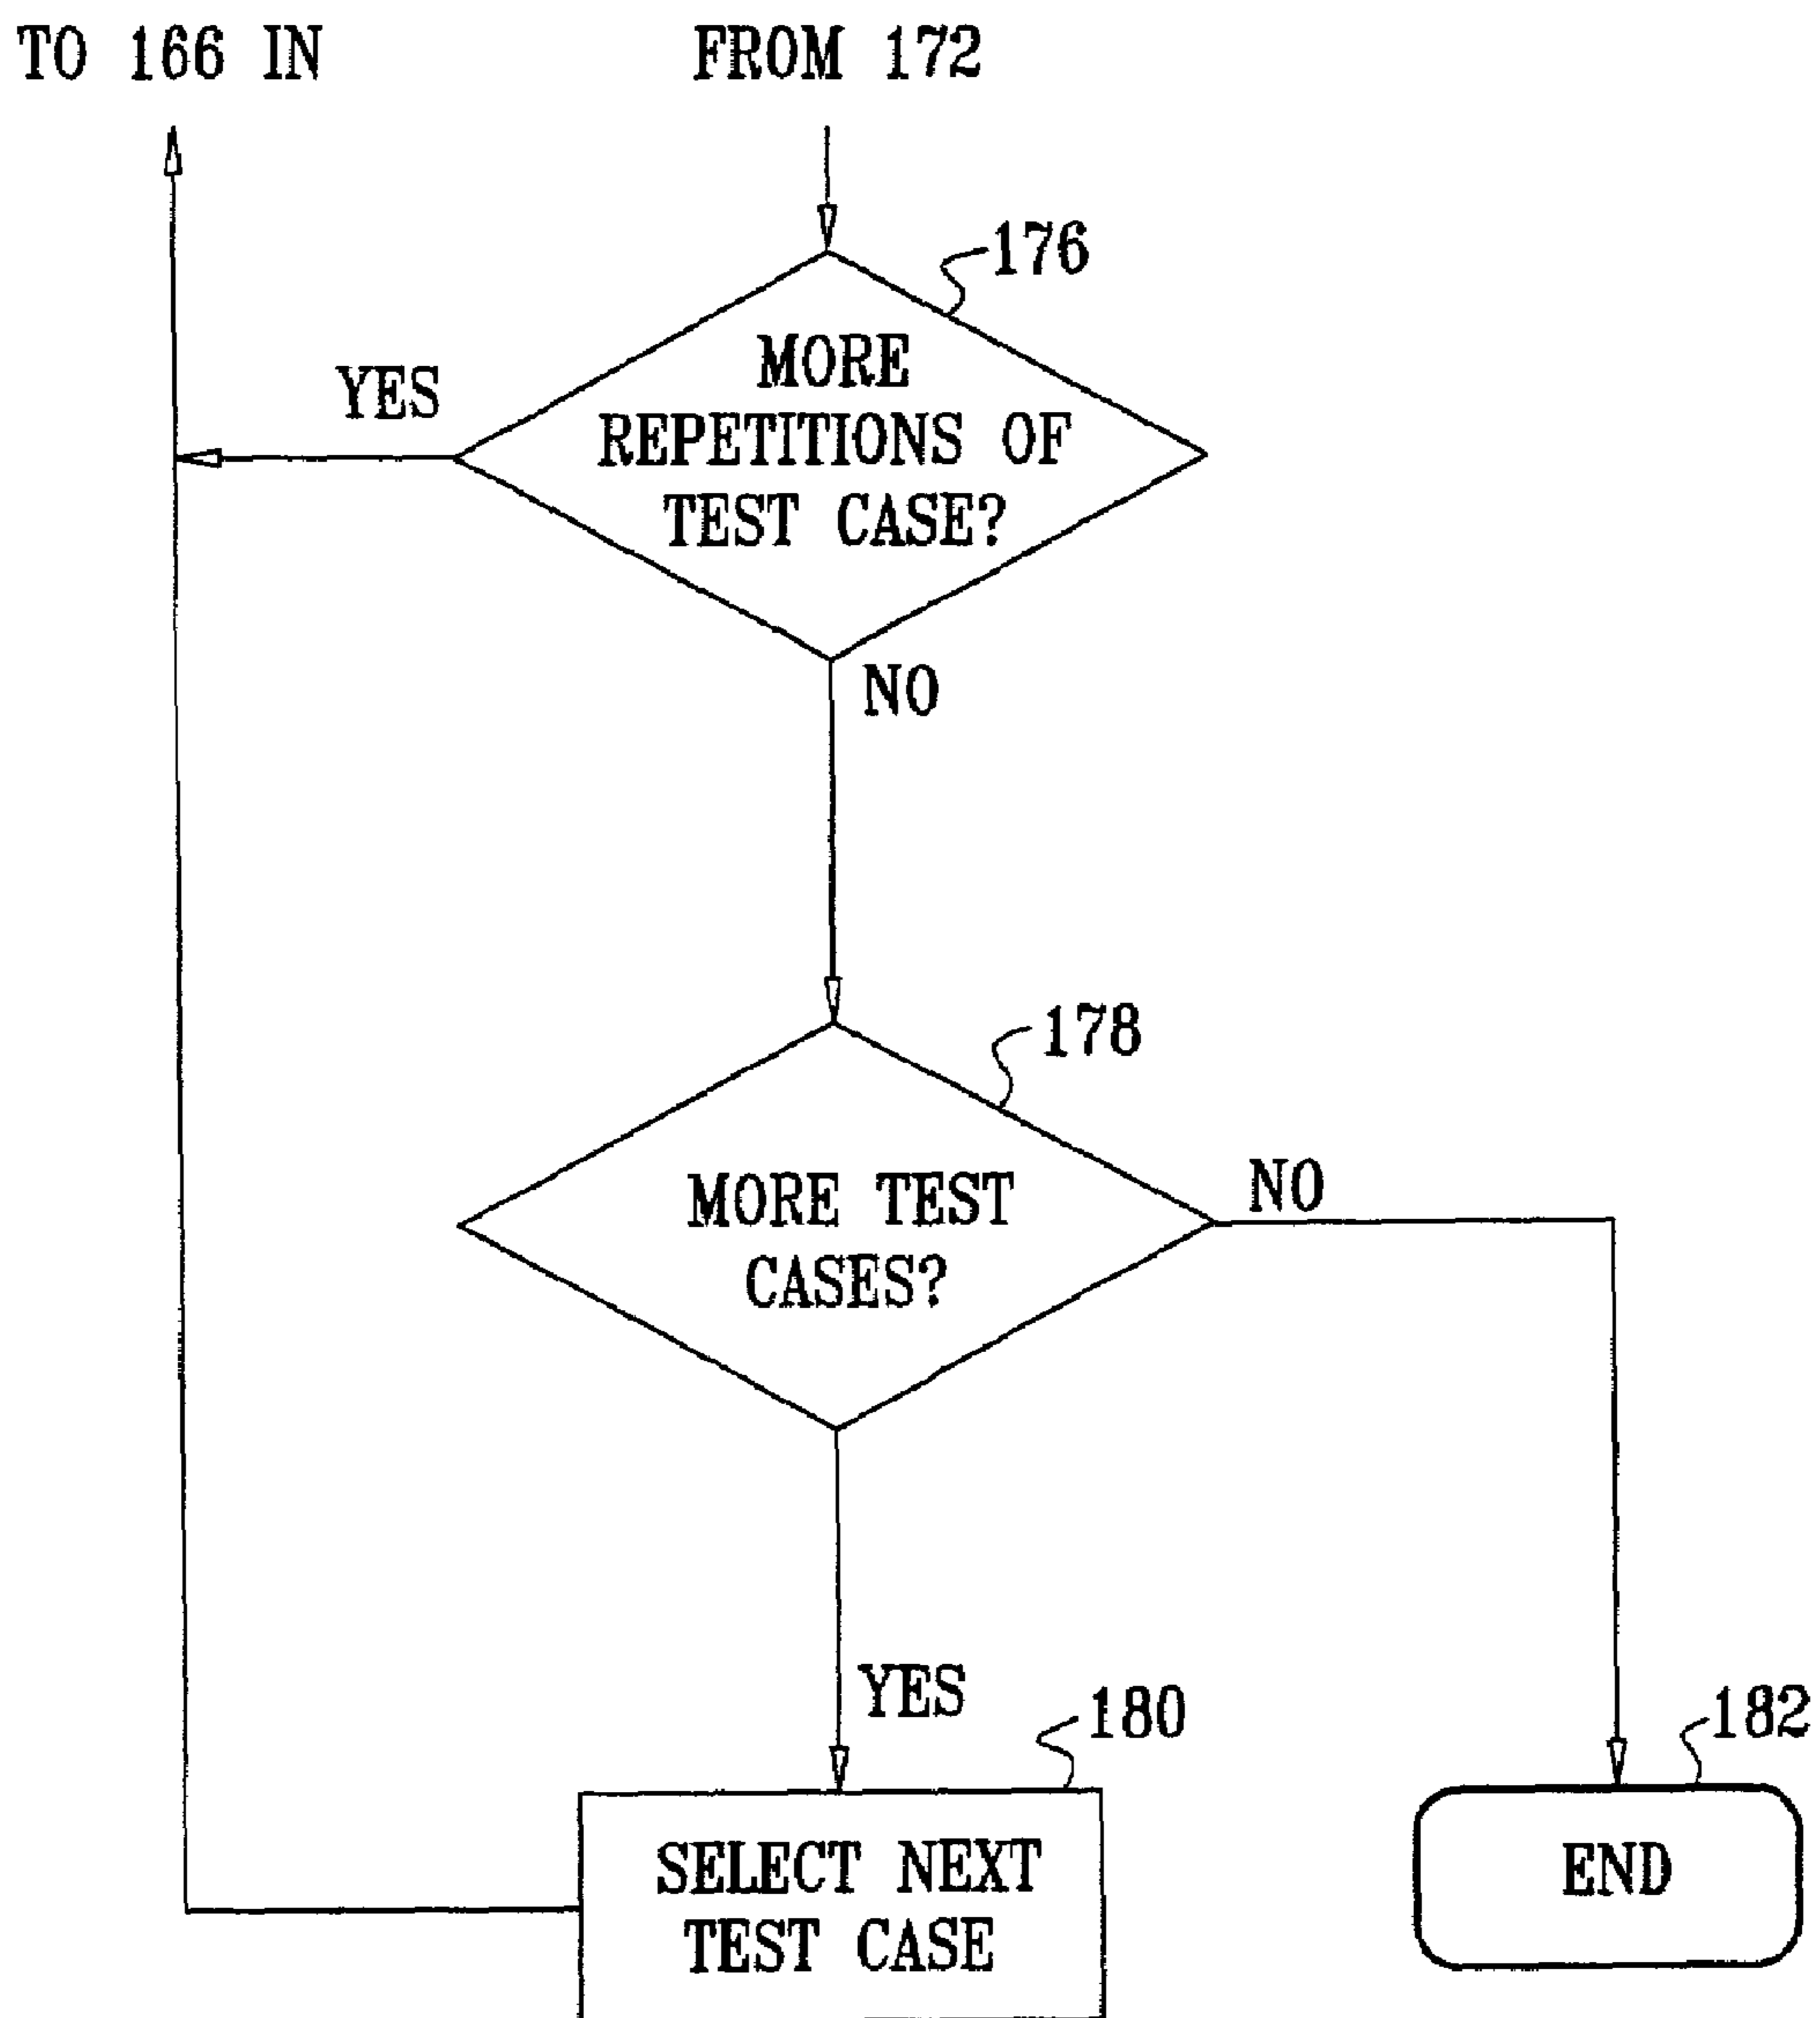 TO 166 IN
FROM 172
176
MORE
REPETITIONS OF
TEST CASE?
YES
NO
178
MORE TEST
CASES?
NO
YES
180
182
SELECT NEXT
TEST CASE
END